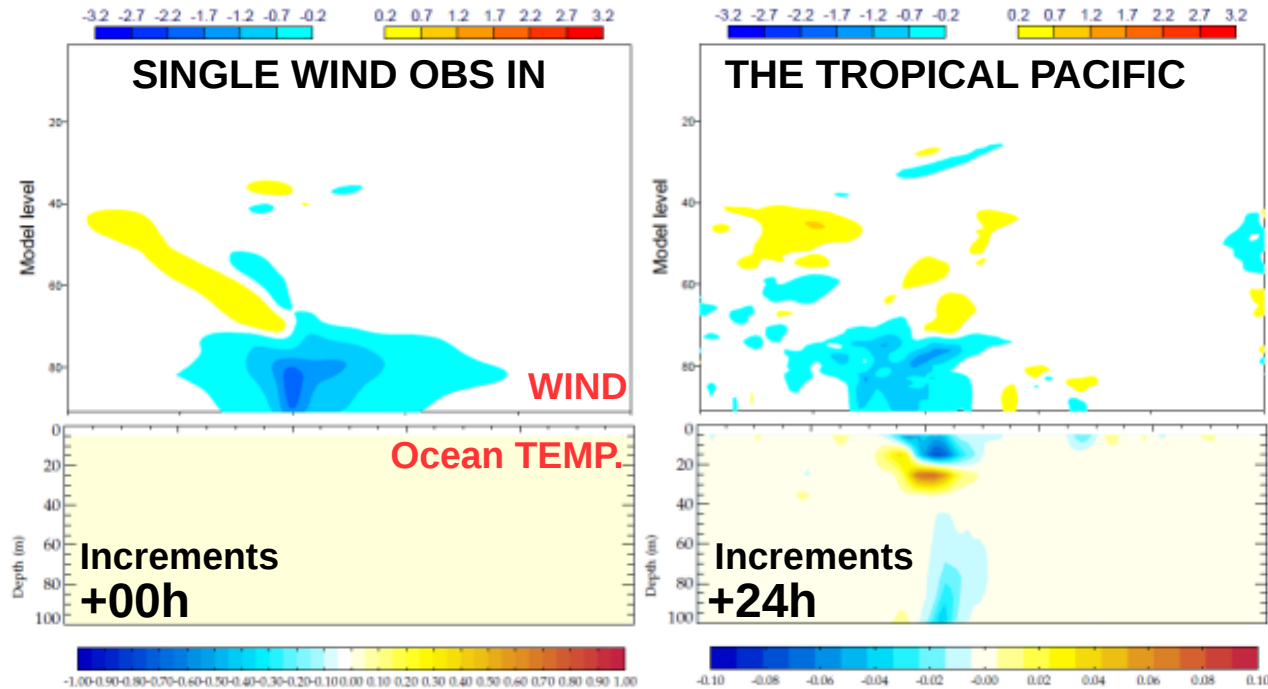 -3.2 -2.7 -2.2 -1.7 -1.2 -0.7 -0.2
0.2 0.7 1.2 1.7 2.2 2.7 3.2
-3.2 -2.7 -2.2 -1.7 -1.2 -0.7 -0.2
0.2 0.7 1.2 1.7 2.2 2.7 3.2
SINGLE WIND OBS IN
THE TROPICAL PACIFIC
Model level
20
40
60
80
WIND
Model level
20
40
60
80
Ocean TEMP.
Depth (m)
0
20
40
60
80
100
Increments
+00h
Depth (m)
0
20
40
60
80
100
Increments
+24h
-1.00 -0.90 -0.80 -0.70 -0.60 -0.50 -0.40 -0.30 -0.20 -0.10 0.00 0.10 0.20 0.30 0.40 0.50 0.60 0.70 0.80 0.90 1.00
-0.10 -0.08 -0.06 -0.04 -0.02 -0.00 0.02 0.04 0.06 0.08 0.10